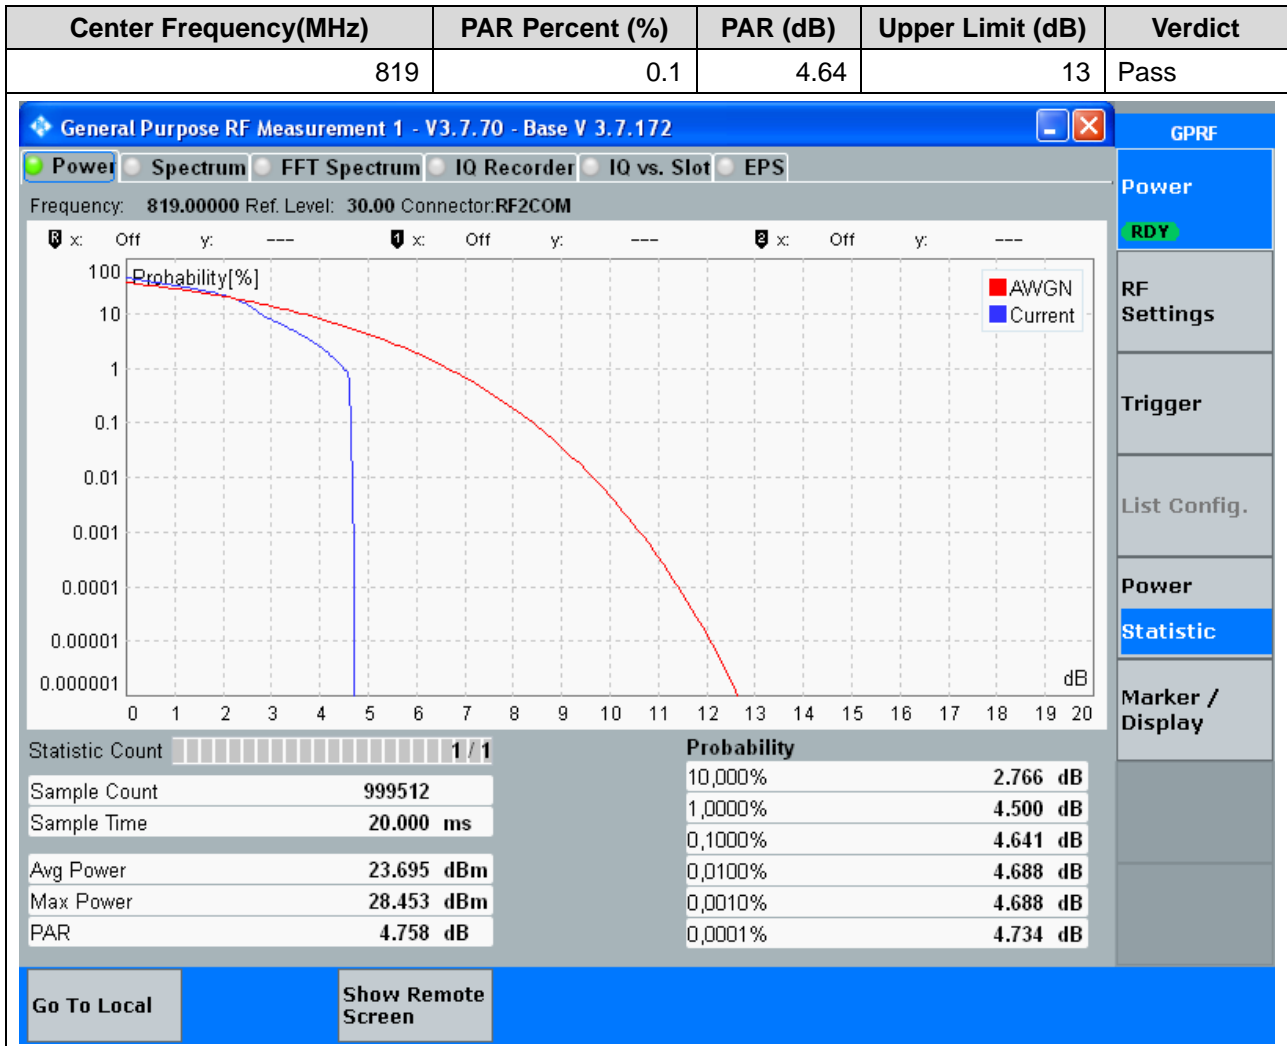 Center Frequency(MHz) PAR Percent (%) PAR (dB) Upper Limit (dB) Verdict
819 0.1 4.64 13 Pass
General Purpose RF Measurement 1 - V3.7.70 - Base V 3.7.172
GPRF
Power Spectrum FFT Spectrum IQ Recorder IQ vs. Slot EPS
Power
RDY
Frequency: 819.00000 Ref. Level: 30.00 Connector:RF2COM
R x: Off y: --- 1 x: Off y: --- 2 x: Off y: ---
Probability[%]
AWGN
Current
100
10
1
0.1
0.01
0.001
0.0001
0.00001
0.000001
dB
0 1 2 3 4 5 6 7 8 9 10 11 12 13 14 15 16 17 18 19 20
RF
Settings
Trigger
List Config.
Power
Statistic
Marker /
Display
Statistic Count 1 / 1
Sample Count 999512
Sample Time 20.000 ms
Avg Power 23.695 dBm
Max Power 28.453 dBm
PAR 4.758 dB
Probability
10,000% 2.766 dB
1,0000% 4.500 dB
0,1000% 4.641 dB
0,0100% 4.688 dB
0,0010% 4.688 dB
0,0001% 4.734 dB
Go To Local
Show Remote
Screen